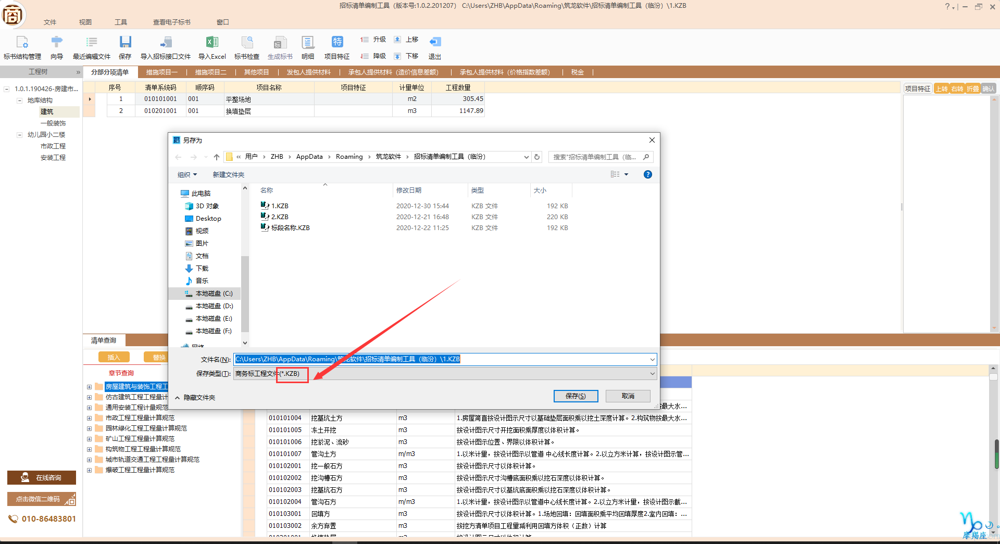 招标清单编制工具（版本号:1.0.2.201207） C:\Users\ZHB\AppData\Roaming\筑龙软件\招标清单编制工具（临汾）\1.KZB
商
文件 视图 工具 查看电子标书 窗口
标书结构管理 向导 最近编辑文件 保存 导入招标接口文件 导入Excel 标书检查 生成标书 明细 项目特征 升级 上移 降级 下移 退出
工程树 » 分部分项清单 措施项目一 措施项目二 其他项目 发包人提供材料 承包人提供材料（造价信息差额） 承包人提供材料（价格指数差额） 税金
1.0.1.190426-房建市...
地库结构
建筑
一般装饰
幼儿园小二楼
市政工程
安装工程
序号 清单系统码 顺序码 项目名称 项目特征 计量单位 工程数量
1 010101001 001 平整场地 m2 305.45
2 010201001 001 换填垫层 m3 1147.89
项目特征 上转 右转 折叠 确认
另存为
« 用户 › ZHB › AppData › Roaming › 筑龙软件 › 招标清单编制工具（临汾）
搜索"招标清单编制工具（临...
组织 新建文件夹
名称 修改日期 类型 大小
1.KZB 2020-12-30 15:44 KZB 文件 192 KB
2.KZB 2020-12-21 16:48 KZB 文件 220 KB
标段名称.KZB 2020-12-22 11:25 KZB 文件 192 KB
此电脑
3D 对象
Desktop
视频
图片
文档
下载
音乐
本地磁盘 (C:)
本地磁盘 (D:)
本地磁盘 (E:)
本地磁盘 (F:)
网络
文件名(N): C:\Users\ZHB\AppData\Roaming\筑龙软件\招标清单编制工具（临汾）\1.KZB
保存类型(T): 商务标工程文件(*.KZB)
隐藏文件夹 保存(S) 取消
清单查询
插入 替换
章节查询
房屋建筑与装饰工程工
仿古建筑工程工程量计
通用安装工程计量规范
市政工程工程量计算规范
园林绿化工程工程量计算规范
矿山工程工程量计算规范
构筑物工程工程量计算规范
城市轨道交通工程工程量计算规范
爆破工程工程量计算规范
最大水...
010101004 挖基坑土方 m3 1.房屋简直按设计图示尺寸以基础垫层面积乘以挖土深度计算。2.构筑物按最大水...
010101005 冻土开挖 m3 按设计图示尺寸开挖面积乘厚度以体积计算。
010101006 挖淤泥、流砂 m3 按设计图示位置、界限以体积计算。
010101007 管沟土方 m/m3 1.以米计量，按设计图示以管道 中心线长度计算。2.以立方米计算，按设计图示管...
010102001 挖一般石方 m3 按设计图示尺寸以体积计算。
010102002 挖沟槽石方 m3 按设计图示尺寸沟槽底面积乘以挖石深度以体积计算。
010102003 挖基坑石方 m3 按设计图示尺寸以基坑底面积乘以挖石深度以体积计算。
010102004 管沟石方 m/m3 1.以米计量，按设计图示以管道中心线长度计算。2.以立方米计量，按设计图示截...
010103001 回填方 m3 按设计图示尺寸以体积计算。1.场地回填：回填面积乘平均回填厚度2.室内回填：...
010103002 余方弃置 m3 按挖方清单项目工程量减利用回填方体积（正数）计算
010201001 换填垫层 m3 按设计图示尺寸以体积计算
在线咨询
点击微信二维码
010-86483801
摩羯座